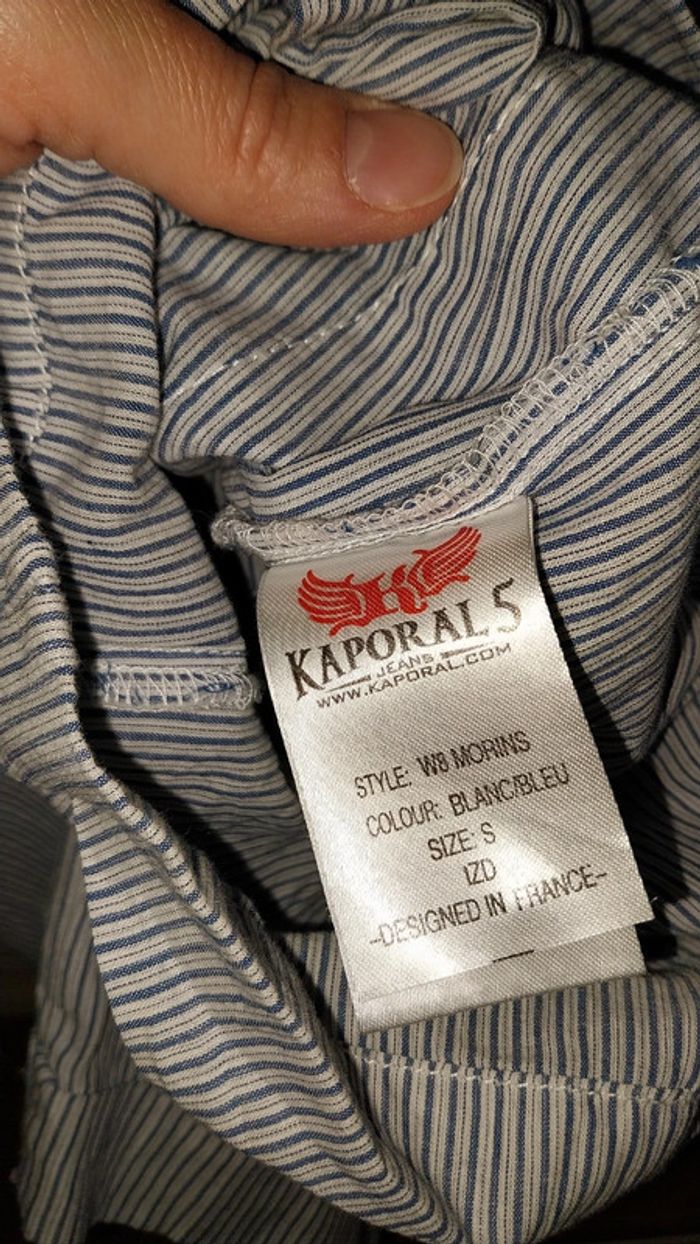 K
KAPORAL 5
JEANS
WWW.KAPORAL.COM
STYLE: W8 MORINS
COLOUR: BLANC/BLEU
SIZE: S
IZD
-DESIGNED IN FRANCE-